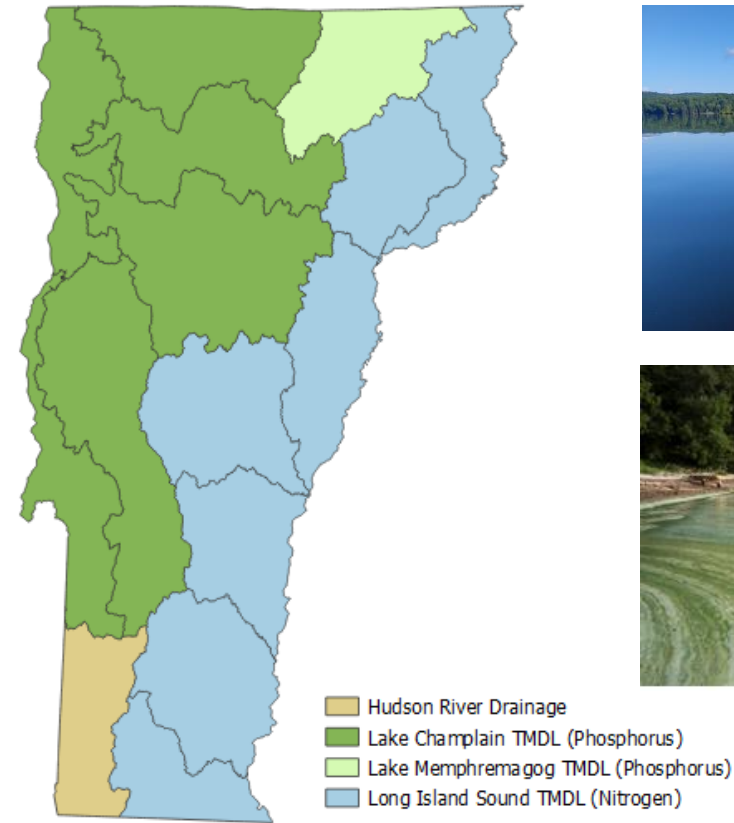 Hudson River Drainage
Lake Champlain TMDL (Phosphorus)
Lake Memphremagog TMDL (Phosphorus)
Long Island Sound TMDL (Nitrogen)